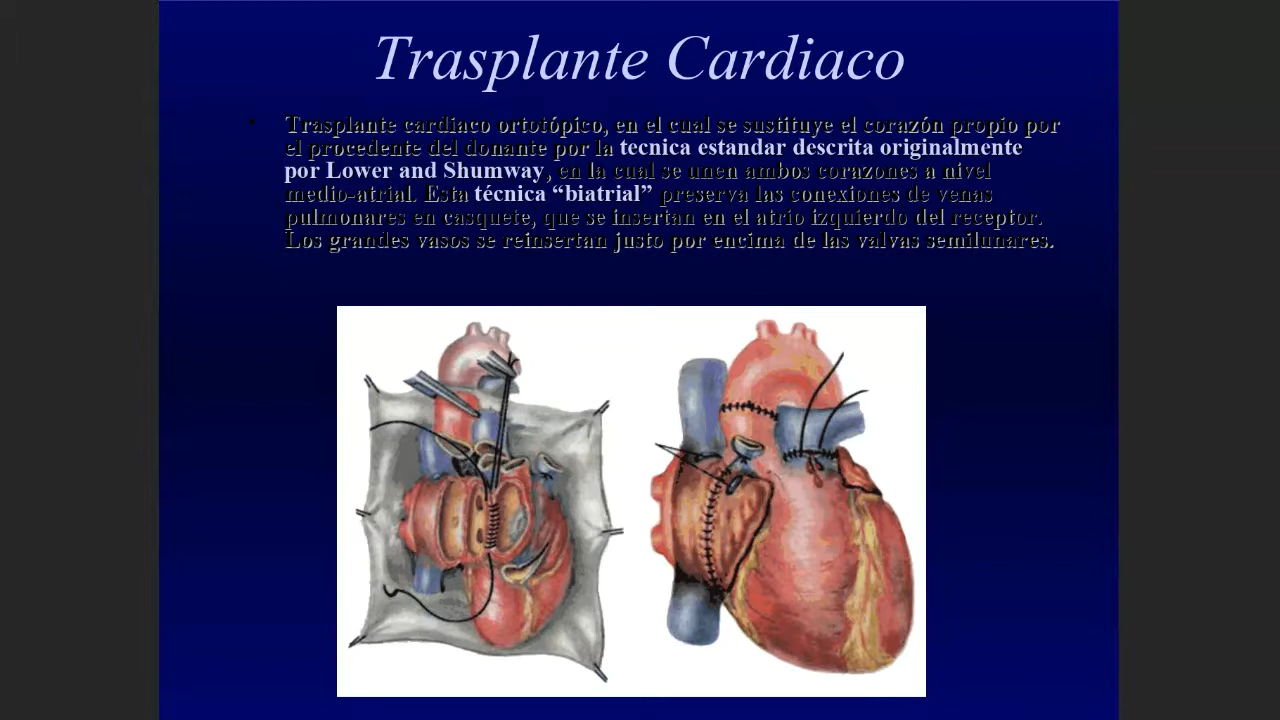 Trasplante Cardiaco
Trasplante cardiaco ortotópico, en el cual se sustituye el corazón propio por
el procedente del donante por la tecnica estandar descrita originalmente
por Lower and Shumway, en la cual se unen ambos corazones a nivel
medio-atrial. Esta técnica “biatrial” preserva las conexiones de venas
pulmonares en casquete, que se insertan en el atrio izquierdo del receptor.
Los grandes vasos se reinsertan justo por encima de las valvas semilunares.